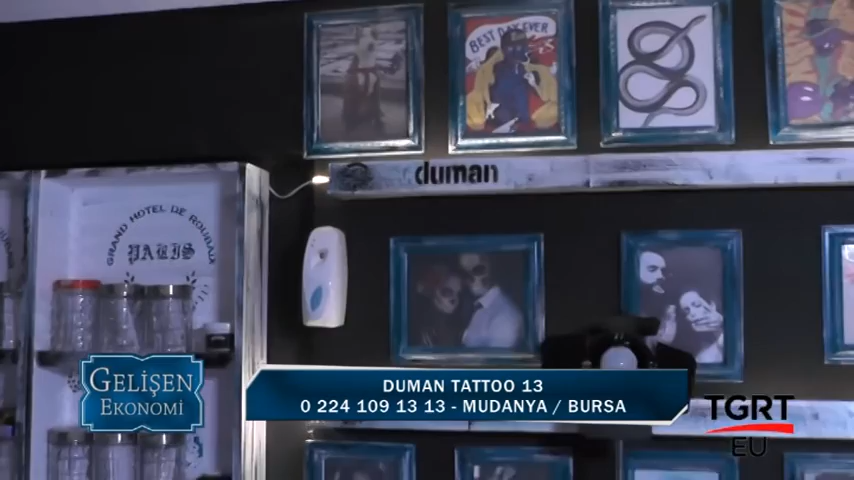 BEST DAY EVER
duman
GRAND HOTEL DE ROUBAIX
PARIS
GELİŞEN
EKONOMİ
DUMAN TATTOO 13
0 224 109 13 13 - MUDANYA / BURSA
TGRT
EU